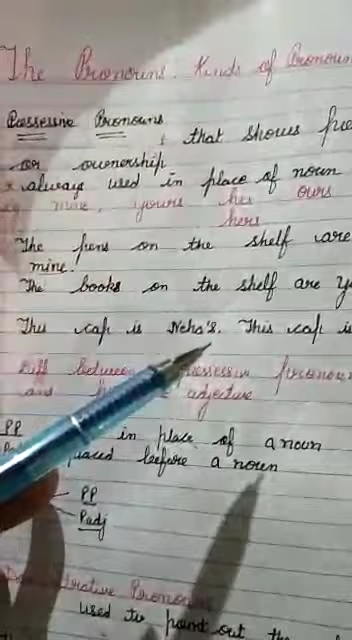 The Pronouns. Kinds of Pronoun
Possessive Pronouns
: that shows
or ownership
* always used in place of noun
mine, yours his ours
hers
The pens on the shelf are
mine.
The books on the shelf are
This cap is Neha's. This cap is
Diff between possessive pronoun
and adjective
PP in place of a noun
placed before a noun
PP
Padj
Pronouns
used to point out the